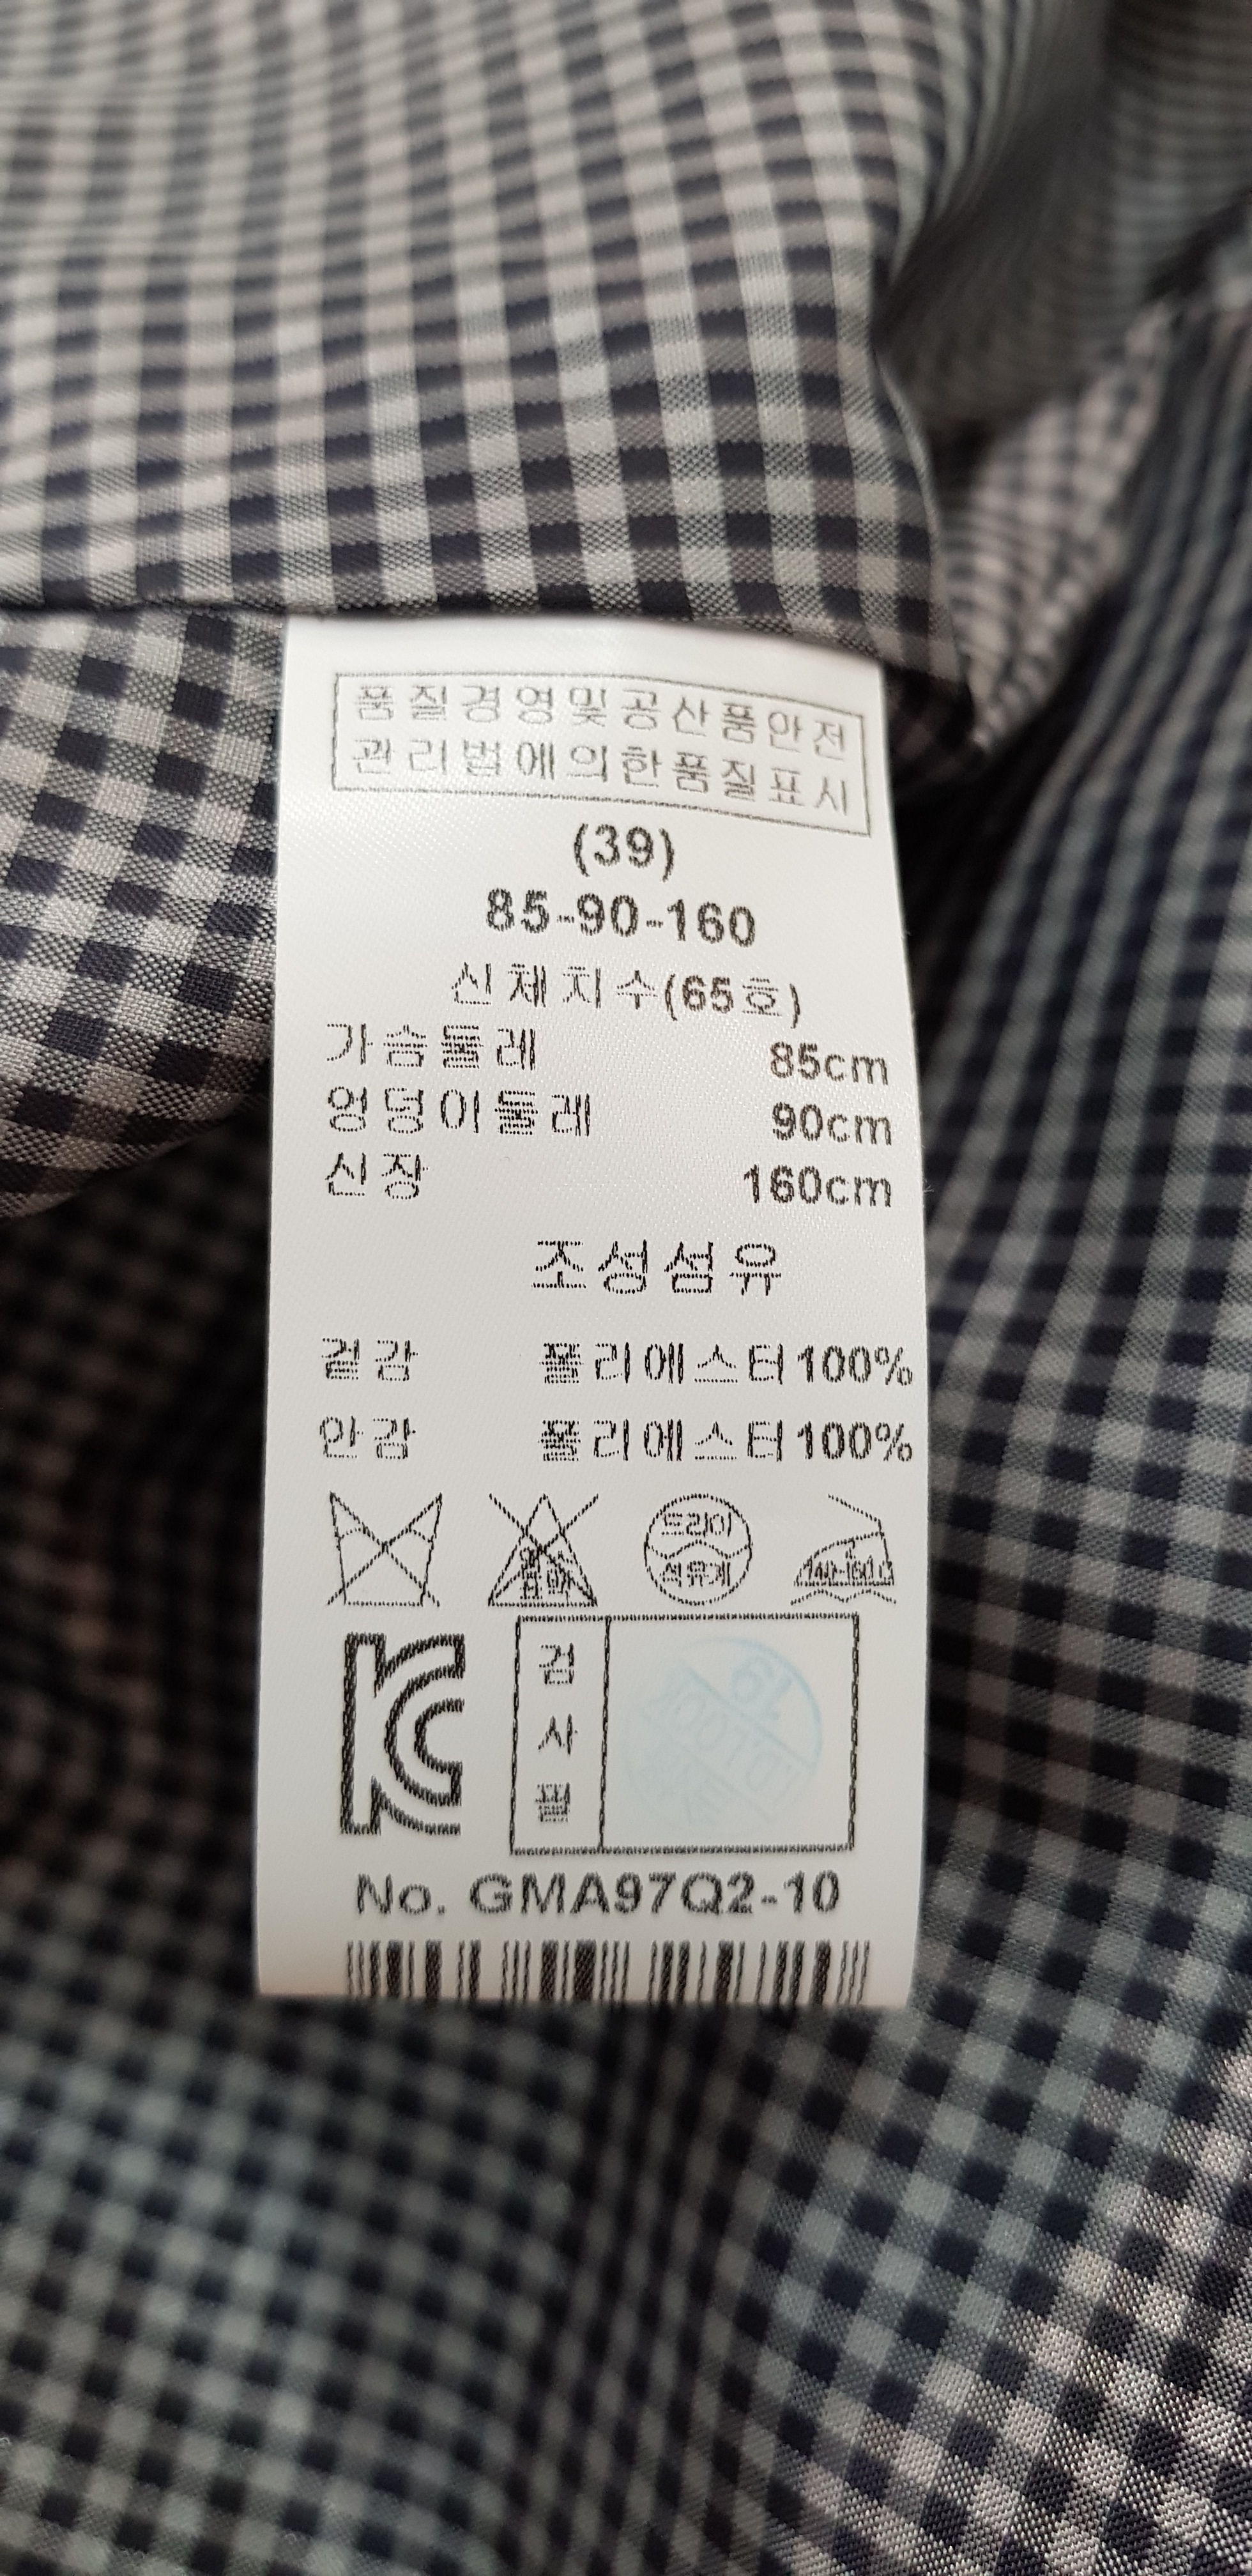 품질경영및공산품안전
관리법에의한품질표시
(39)
85-90-160
신체치수(65호)
가슴둘레 85cm
엉덩이둘레 90cm
신장 160cm
조성섬유
겉감 폴리에스터100%
안감 폴리에스터100%
드라이
석유계
140~160℃
KC
검
사
필
No. GMA97Q2-10